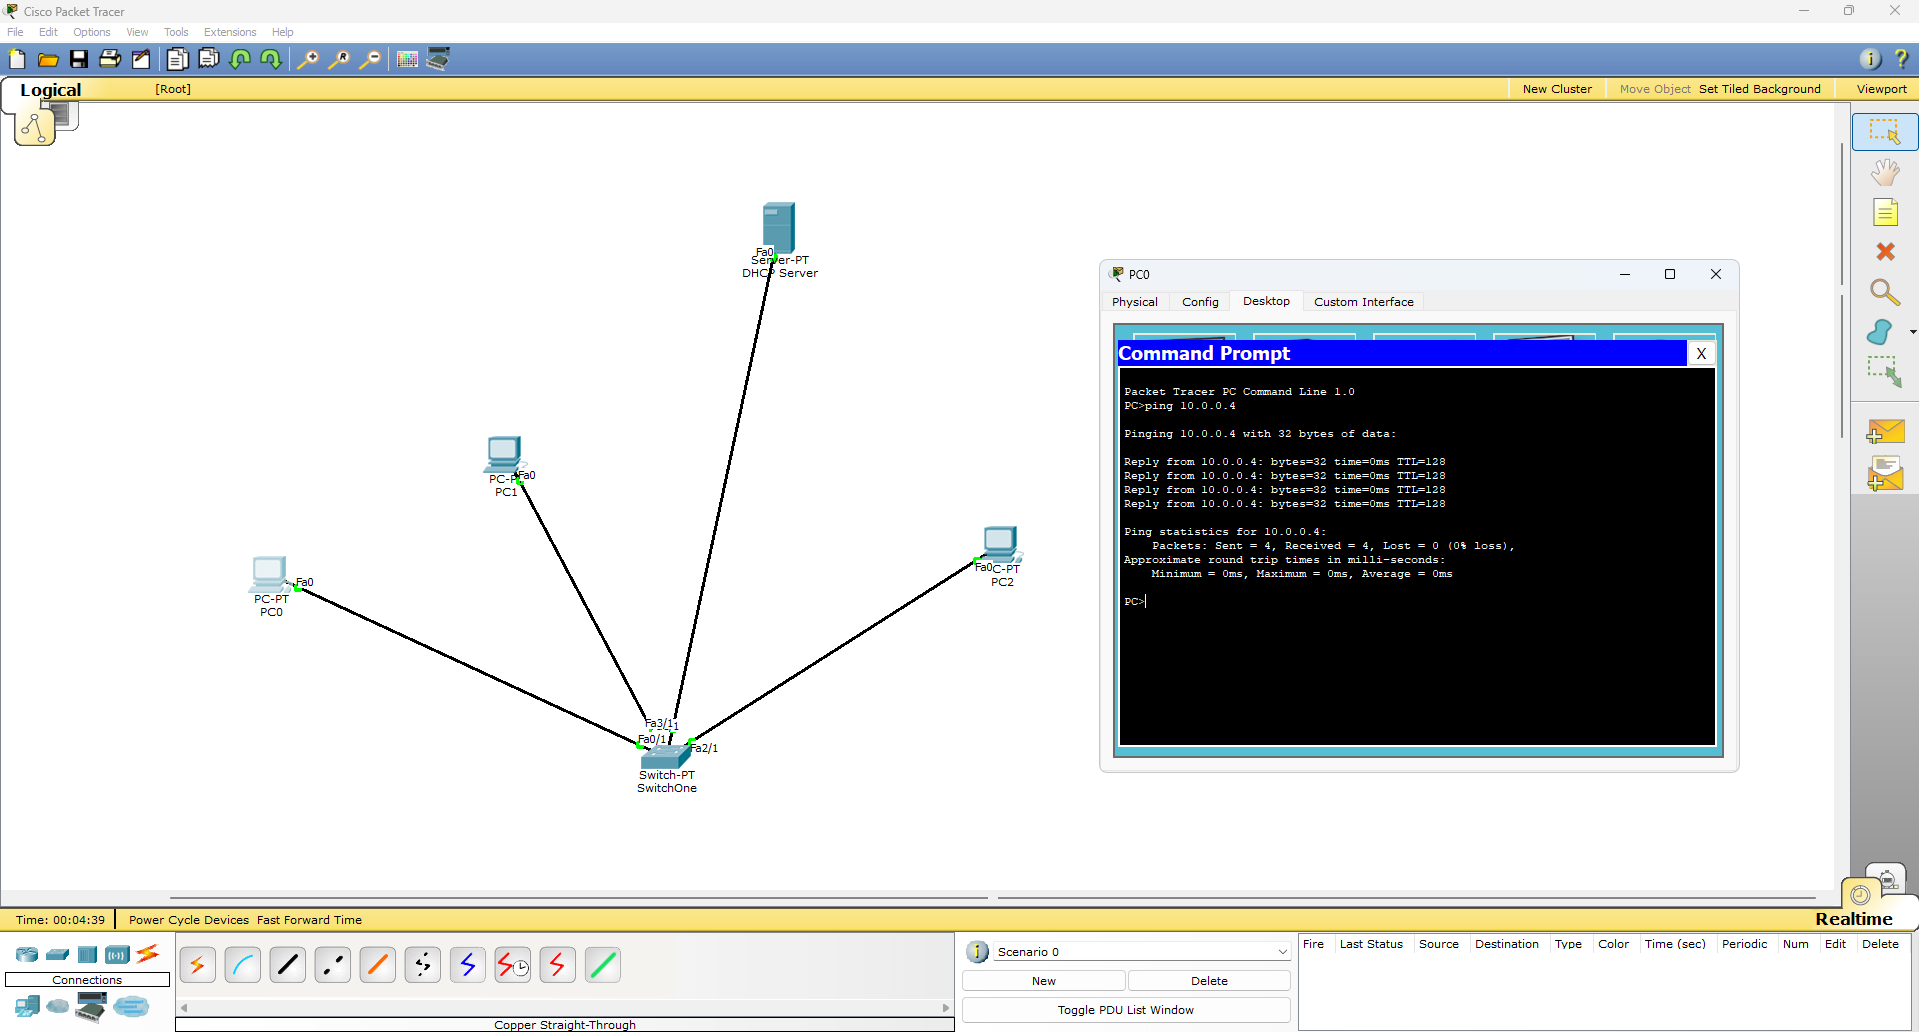 Cisco Packet Tracer
File Edit Options View Tools Extensions Help
Logical [Root] New Cluster Move Object Set Tiled Background Viewport
Fa0
Server-PT
DHCP Server
PC0
Physical Config Desktop Custom Interface
Command Prompt X
Packet Tracer PC Command Line 1.0
PC>ping 10.0.0.4
Pinging 10.0.0.4 with 32 bytes of data:
Reply from 10.0.0.4: bytes=32 time=0ms TTL=128
Reply from 10.0.0.4: bytes=32 time=0ms TTL=128
Reply from 10.0.0.4: bytes=32 time=0ms TTL=128
Reply from 10.0.0.4: bytes=32 time=0ms TTL=128
Ping statistics for 10.0.0.4:
Packets: Sent = 4, Received = 4, Lost = 0 (0% loss),
Approximate round trip times in milli-seconds:
Minimum = 0ms, Maximum = 0ms, Average = 0ms
PC>
Fa0
PC1
Fa0
PC2
Fa0
PC-PT
PC0
Fa3/1
Fa0/1
Fa2/1
Switch-PT
SwitchOne
Time: 00:04:39 Power Cycle Devices Fast Forward Time
Realtime
Connections
Copper Straight-Through
Scenario 0
New Delete
Toggle PDU List Window
Fire Last Status Source Destination Type Color Time (sec) Periodic Num Edit Delete